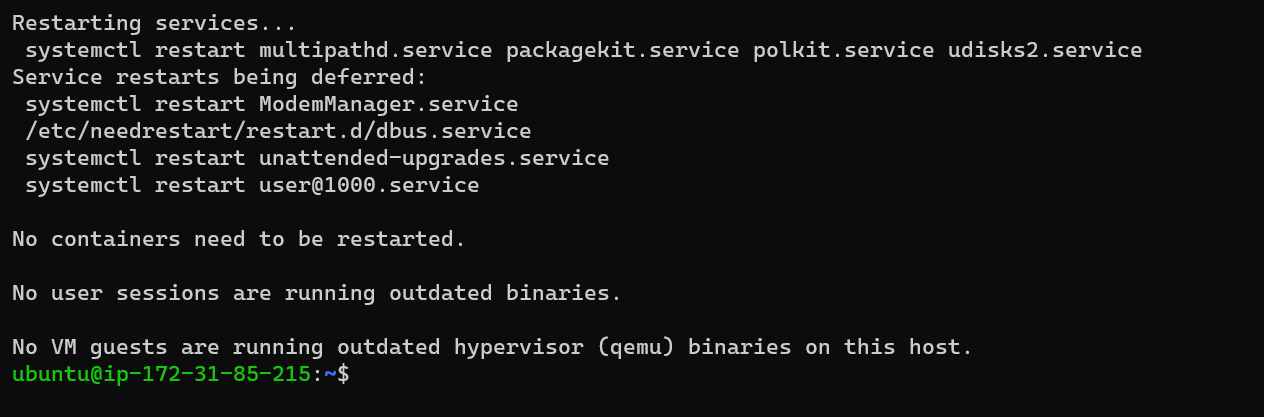 Restarting services...
 systemctl restart multipathd.service packagekit.service polkit.service udisks2.service
Service restarts being deferred:
 systemctl restart ModemManager.service
 /etc/needrestart/restart.d/dbus.service
 systemctl restart unattended-upgrades.service
 systemctl restart user@1000.service

No containers need to be restarted.

No user sessions are running outdated binaries.

No VM guests are running outdated hypervisor (qemu) binaries on this host.
ubuntu@ip-172-31-85-215:~$